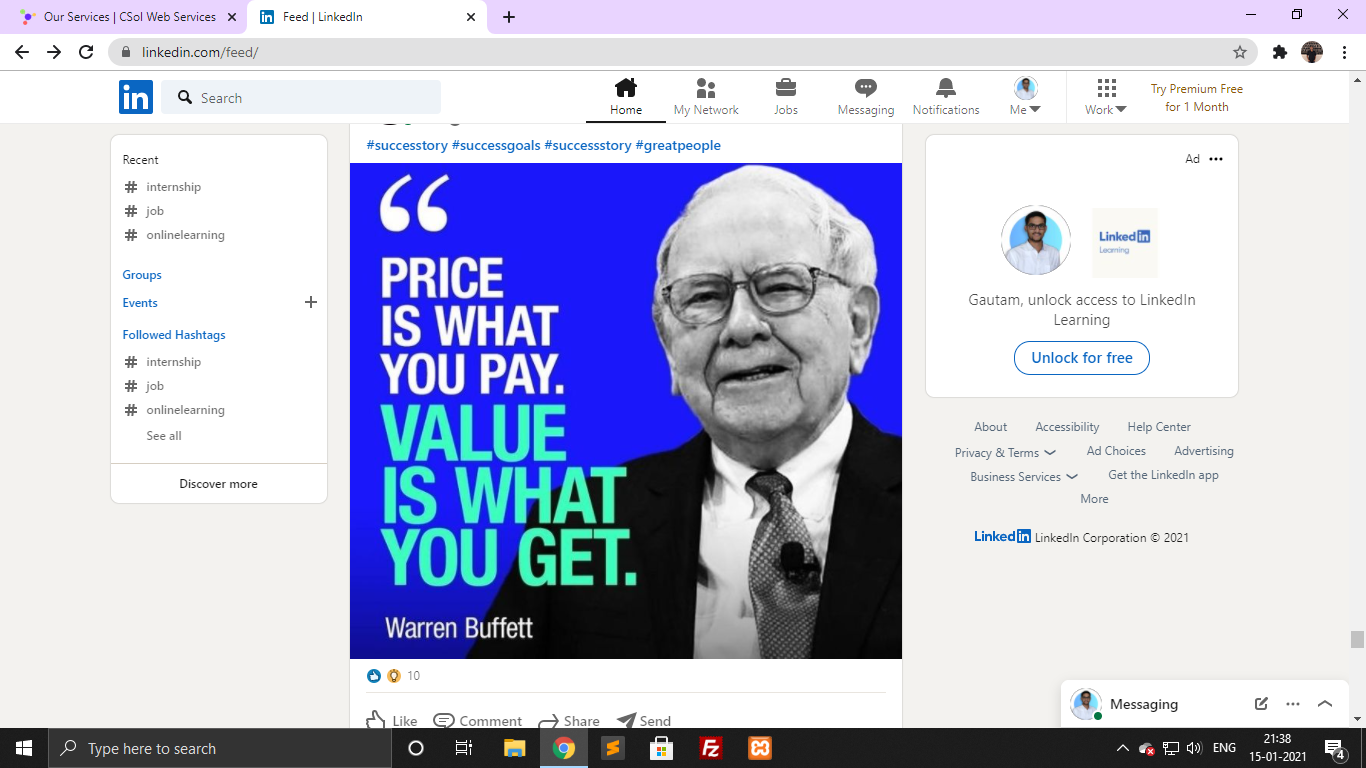 Our Services | CSol Web Services
Feed | LinkedIn
linkedin.com/feed/
in
Search
Home
My Network
Jobs
Messaging
Notifications
Me
Work
Try Premium Free
for 1 Month
Recent
# internship
# job
# onlinelearning
Groups
Events
Followed Hashtags
# internship
# job
# onlinelearning
See all
Discover more
#successtory #successgoals #successstory #greatpeople
“
PRICE
IS WHAT
YOU PAY.
VALUE
IS WHAT
YOU GET.
Warren Buffett
10
Like Comment Share Send
Ad
LinkedIn
Learning
Gautam, unlock access to LinkedIn
Learning
Unlock for free
About Accessibility Help Center
Privacy & Terms Ad Choices Advertising
Business Services Get the LinkedIn app
More
LinkedIn LinkedIn Corporation © 2021
Messaging
Type here to search
ENG
21:38
15-01-2021
4